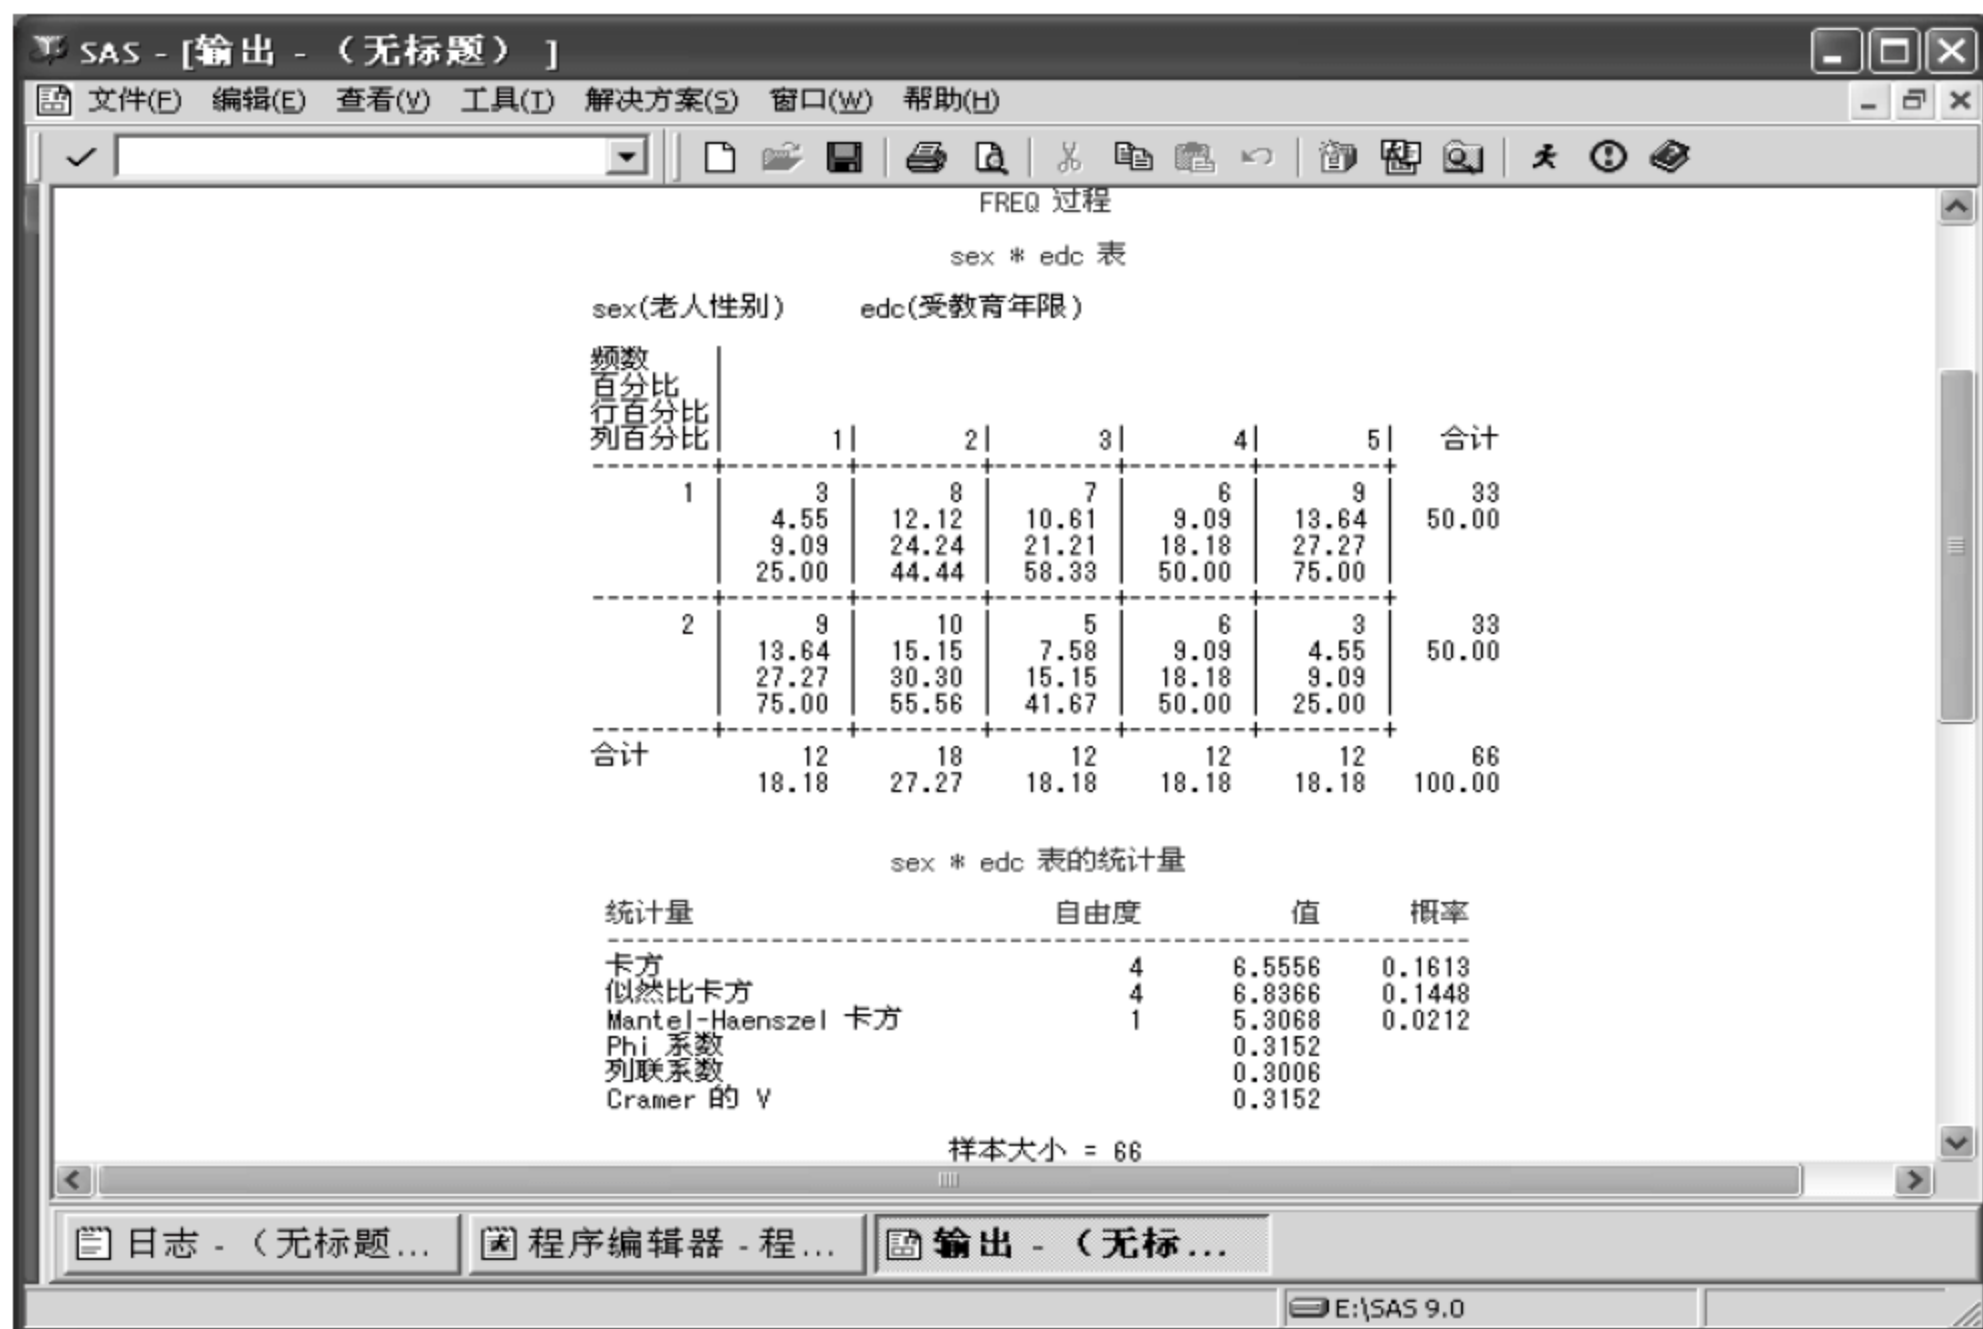 SAS - [输出 - （无标题） ]
文件(F) 编辑(E) 查看(V) 工具(T) 解决方案(S) 窗口(W) 帮助(H)
FREQ 过程
sex * edc 表
sex(老人性别) edc(受教育年限)
频数
百分比
行百分比
列百分比 1 2 3 4 5 合计
1 3 8 7 6 9 33
4.55 12.12 10.61 9.09 13.64 50.00
9.09 24.24 21.21 18.18 27.27
25.00 44.44 58.33 50.00 75.00
2 9 10 5 6 3 33
13.64 15.15 7.58 9.09 4.55 50.00
27.27 30.30 15.15 18.18 9.09
75.00 55.56 41.67 50.00 25.00
合计 12 18 12 12 12 66
18.18 27.27 18.18 18.18 18.18 100.00
sex * edc 表的统计量
统计量 自由度 值 概率
卡方 4 6.5556 0.1613
似然比卡方 4 6.8366 0.1448
Mantel-Haenszel 卡方 1 5.3068 0.0212
Phi 系数 0.3152
列联系数 0.3006
Cramer 的 V 0.3152
样本大小 = 66
日志 - （无标题... 程序编辑器 - 程... 输出 - （无标...
E:\SAS 9.0